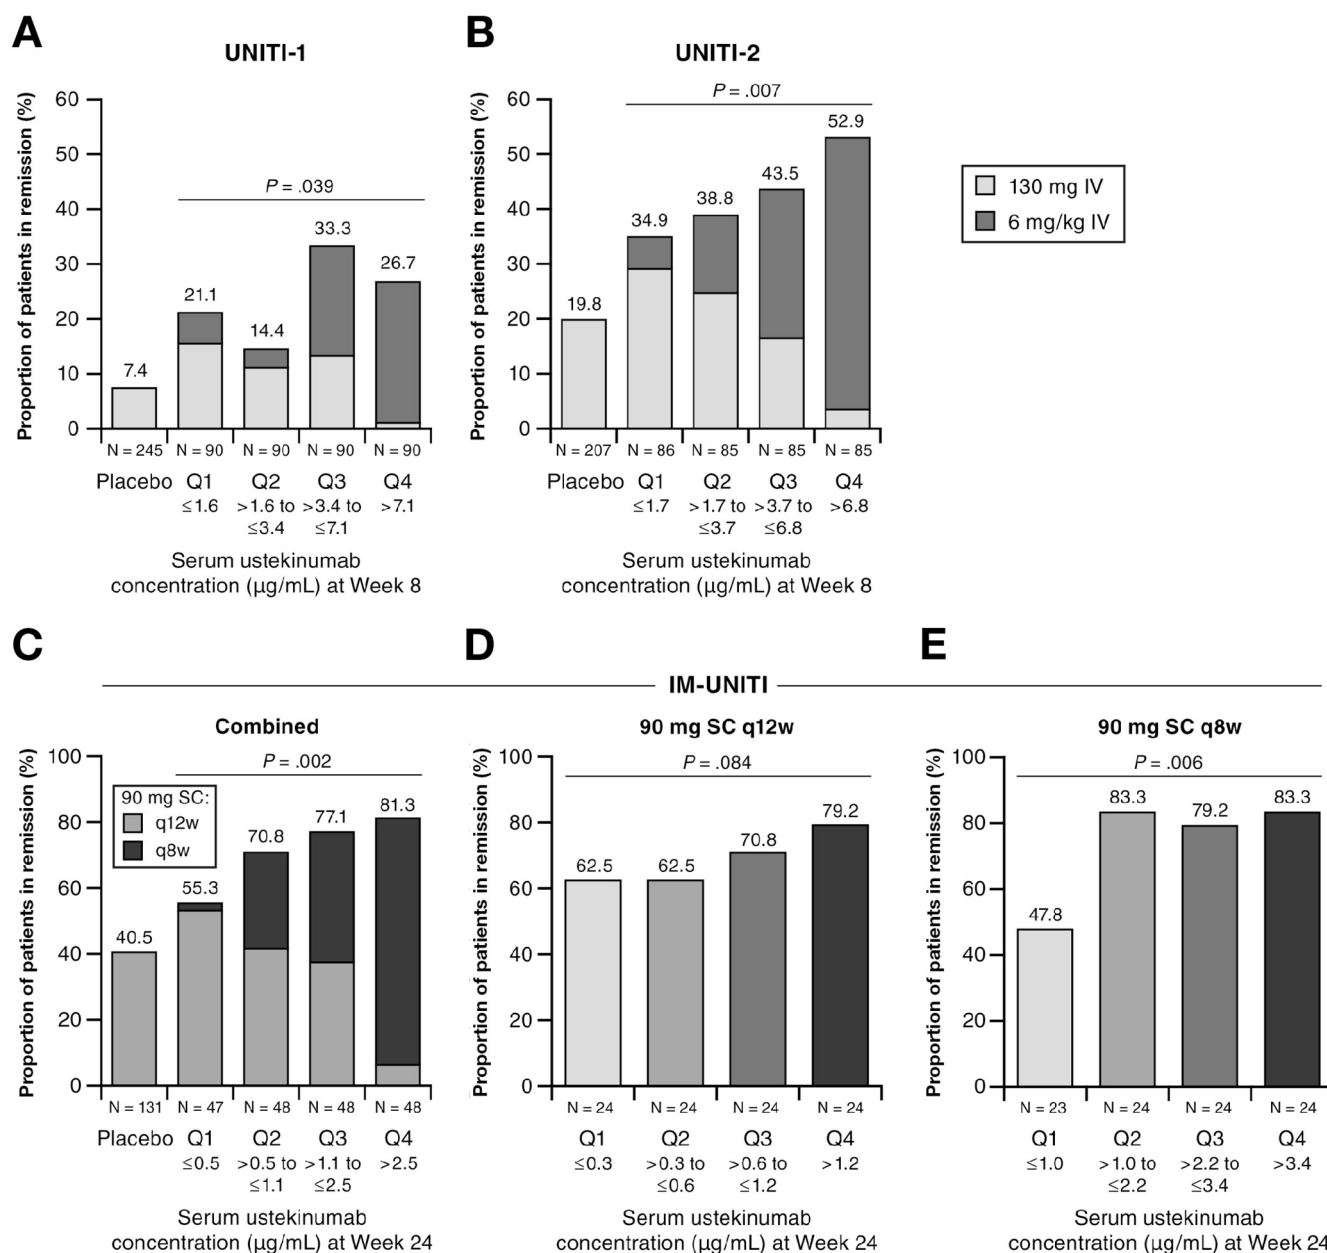 A
UNITI-1
Proportion of patients in remission (%)
60
50
40
30
20
10
0
P = .039
7.4
21.1
14.4
33.3
26.7
N = 245 N = 90 N = 90 N = 90 N = 90
Placebo Q1 Q2 Q3 Q4
≤1.6 >1.6 to >3.4 to >7.1
≤3.4 ≤7.1
Serum ustekinumab
concentration (μg/mL) at Week 8
B
UNITI-2
Proportion of patients in remission (%)
60
50
40
30
20
10
0
P = .007
19.8
34.9
38.8
43.5
52.9
N = 207 N = 86 N = 85 N = 85 N = 85
Placebo Q1 Q2 Q3 Q4
≤1.7 >1.7 to >3.7 to >6.8
≤3.7 ≤6.8
Serum ustekinumab
concentration (μg/mL) at Week 8
130 mg IV
6 mg/kg IV
IM-UNITI
C
Combined
Proportion of patients in remission (%)
100
80
60
40
20
0
P = .002
90 mg SC:
q12w
q8w
40.5
55.3
70.8
77.1
81.3
N = 131 N = 47 N = 48 N = 48 N = 48
Placebo Q1 Q2 Q3 Q4
≤0.5 >0.5 to >1.1 to >2.5
≤1.1 ≤2.5
Serum ustekinumab
concentration (μg/mL) at Week 24
D
90 mg SC q12w
Proportion of patients in remission (%)
100
80
60
40
20
0
P = .084
62.5
62.5
70.8
79.2
N = 24 N = 24 N = 24 N = 24
Q1 Q2 Q3 Q4
≤0.3 >0.3 to >0.6 to >1.2
≤0.6 ≤1.2
Serum ustekinumab
concentration (μg/mL) at Week 24
E
90 mg SC q8w
Proportion of patients in remission (%)
100
80
60
40
20
0
P = .006
47.8
83.3
79.2
83.3
N = 23 N = 24 N = 24 N = 24
Q1 Q2 Q3 Q4
≤1.0 >1.0 to >2.2 to >3.4
≤2.2 ≤3.4
Serum ustekinumab
concentration (μg/mL) at Week 24